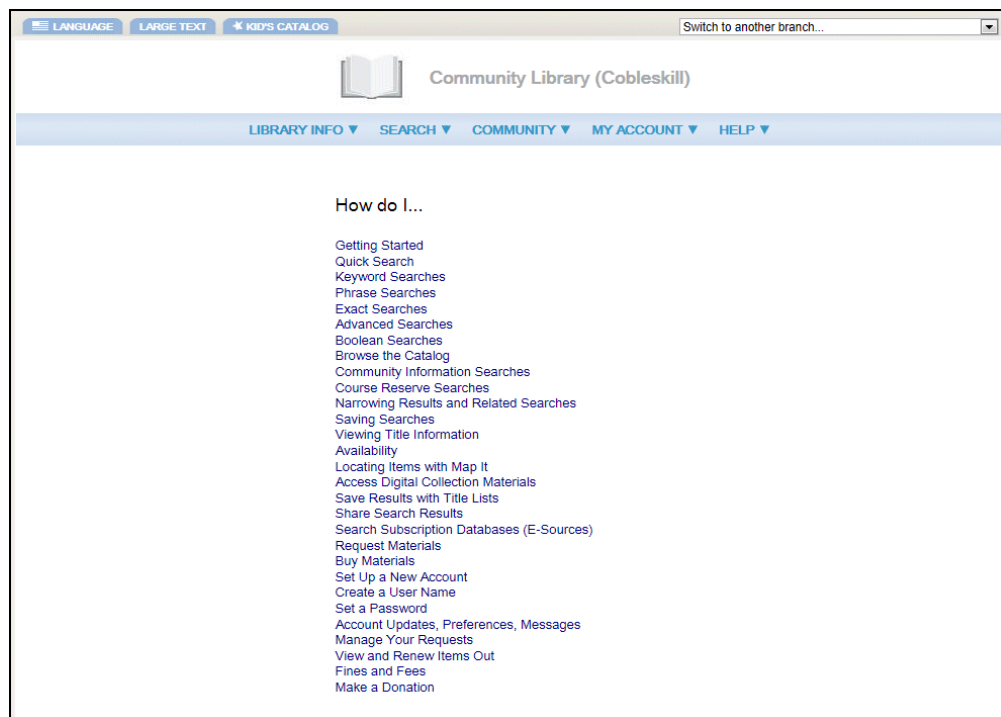 LANGUAGE LARGE TEXT KID'S CATALOG Switch to another branch...
Community Library (Cobleskill)
LIBRARY INFO ▼ SEARCH ▼ COMMUNITY ▼ MY ACCOUNT ▼ HELP ▼
How do I...
Getting Started
Quick Search
Keyword Searches
Phrase Searches
Exact Searches
Advanced Searches
Boolean Searches
Browse the Catalog
Community Information Searches
Course Reserve Searches
Narrowing Results and Related Searches
Saving Searches
Viewing Title Information
Availability
Locating Items with Map It
Access Digital Collection Materials
Save Results with Title Lists
Share Search Results
Search Subscription Databases (E-Sources)
Request Materials
Buy Materials
Set Up a New Account
Create a User Name
Set a Password
Account Updates, Preferences, Messages
Manage Your Requests
View and Renew Items Out
Fines and Fees
Make a Donation